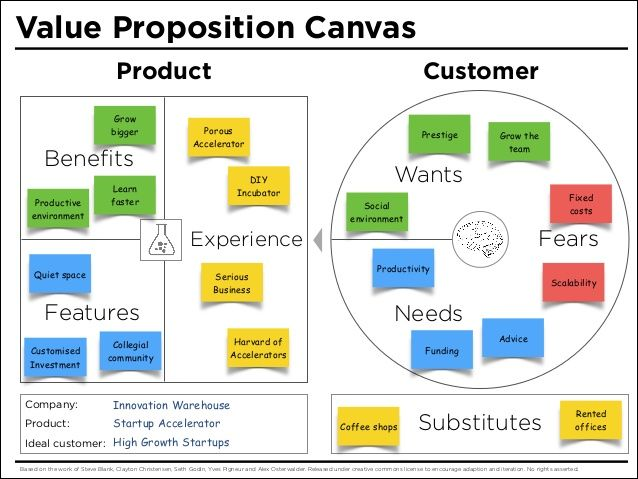 Value Proposition Canvas
Product
Customer
Grow
bigger
Benefits
Productive
environment
Learn
faster
Porous
Accelerator
DIY
Incubator
Experience
Serious
Business
Harvard of
Accelerators
Quiet space
Features
Customised
Investment
Collegial
community
Prestige
Grow the
team
Wants
Social
environment
Fixed
costs
Fears
Scalability
Productivity
Needs
Funding
Advice
Company: Innovation Warehouse
Product: Startup Accelerator
Ideal customer: High Growth Startups
Coffee shops
Substitutes
Rented
offices
Based on the work of Steve Blank, Clayton Christensen, Seth Godin, Yves Pigneur and Alex Osterwalder. Released under creative commons license to encourage adaption and iteration. No rights asserted.